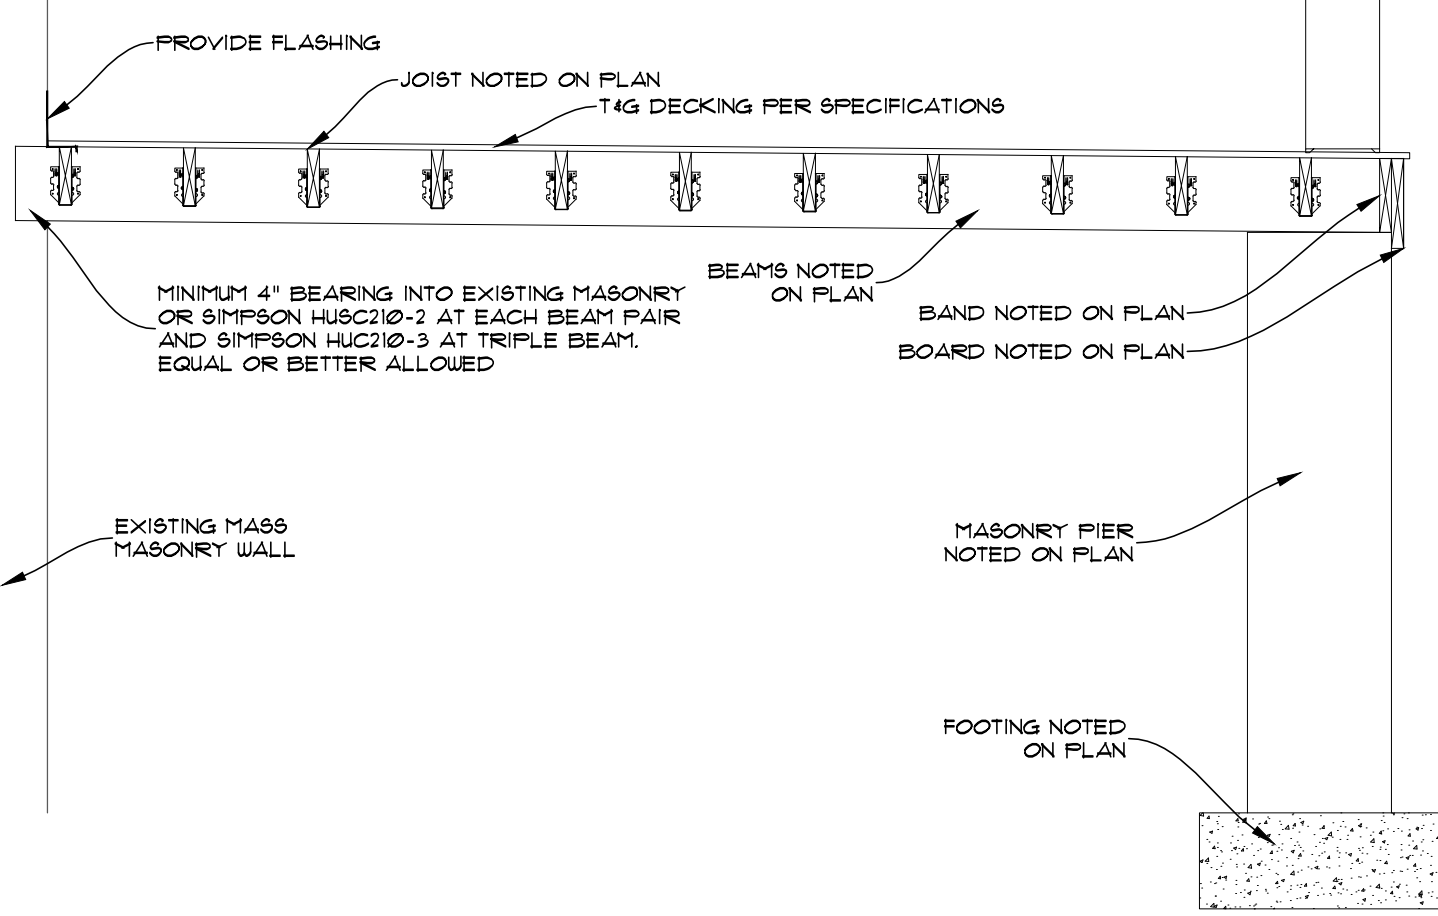 PROVIDE FLASHING
JOIST NOTED ON PLAN
T&G DECKING PER SPECIFICATIONS
BEAMS NOTED
ON PLAN
MINIMUM 4" BEARING INTO EXISTING MASONRY
OR SIMPSON HUSC210-2 AT EACH BEAM PAIR
AND SIMPSON HUC210-3 AT TRIPLE BEAM.
EQUAL OR BETTER ALLOWED
BAND NOTED ON PLAN
BOARD NOTED ON PLAN
EXISTING MASS
MASONRY WALL
MASONRY PIER
NOTED ON PLAN
FOOTING NOTED
ON PLAN